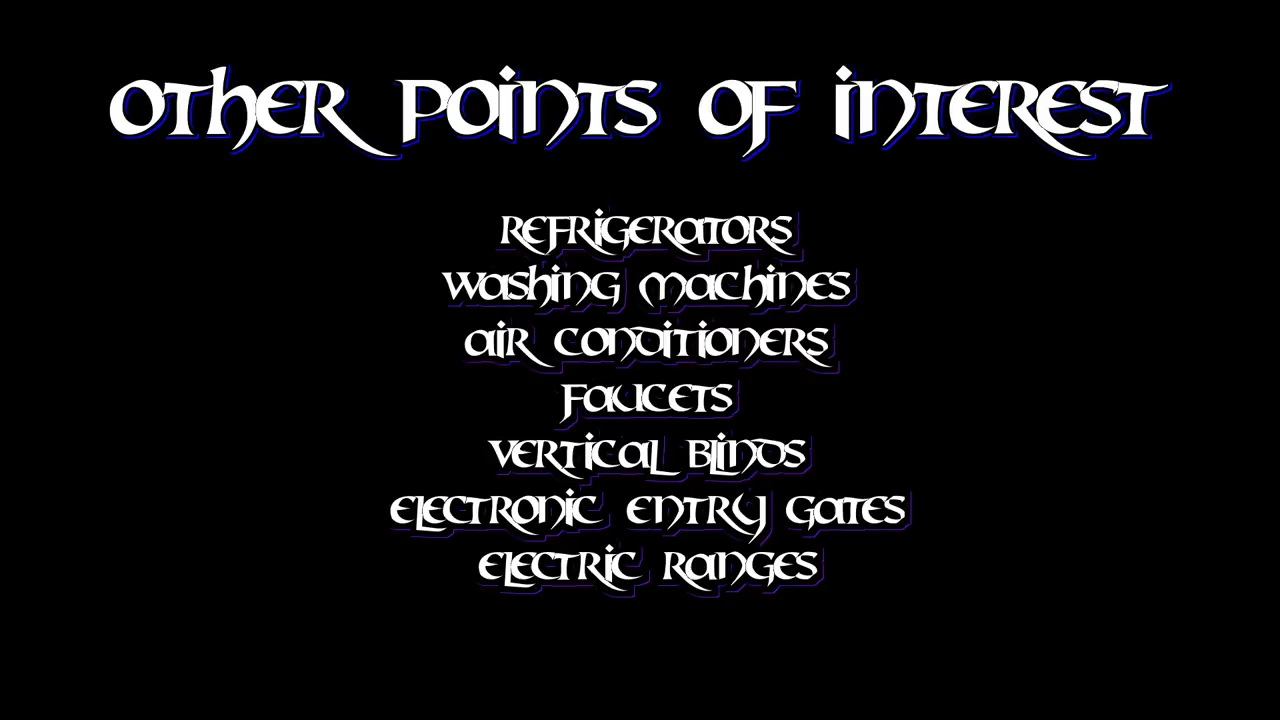 Other Points of Interest
Refrigerators
Washing Machines
Air Conditioners
Faucets
Vertical Blinds
Electronic Entry Gates
Electric Ranges